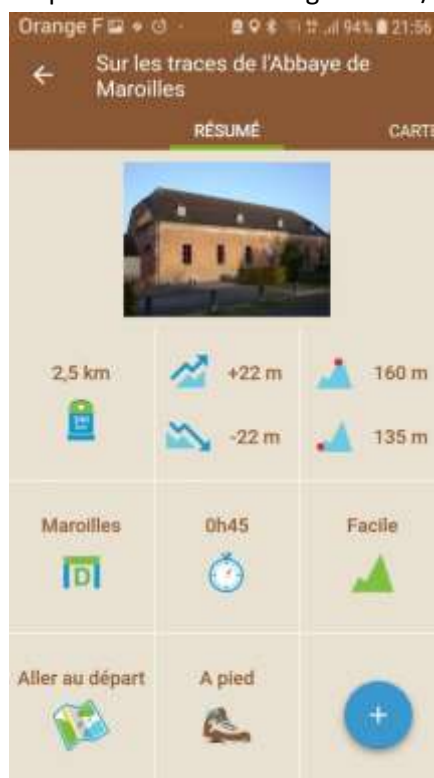 Orange F 94% 21:56
Sur les traces de l'Abbaye de
Maroilles
RÉSUMÉ CARTE
2,5 km +22 m 160 m
-22 m 135 m
Maroilles 0h45 Facile
D
Aller au départ A pied
+